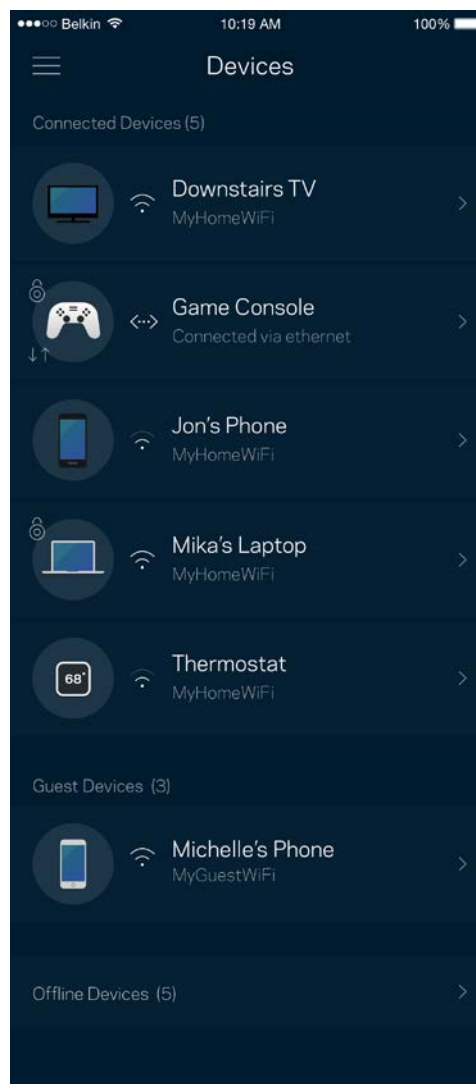 Belkin 10:19 AM 100%
Devices
Connected Devices (5)
Downstairs TV
MyHomeWiFi
Game Console
Connected via ethernet
Jon's Phone
MyHomeWiFi
Mika's Laptop
MyHomeWiFi
68°
Thermostat
MyHomeWiFi
Guest Devices (3)
Michelle's Phone
MyGuestWiFi
Offline Devices (5)